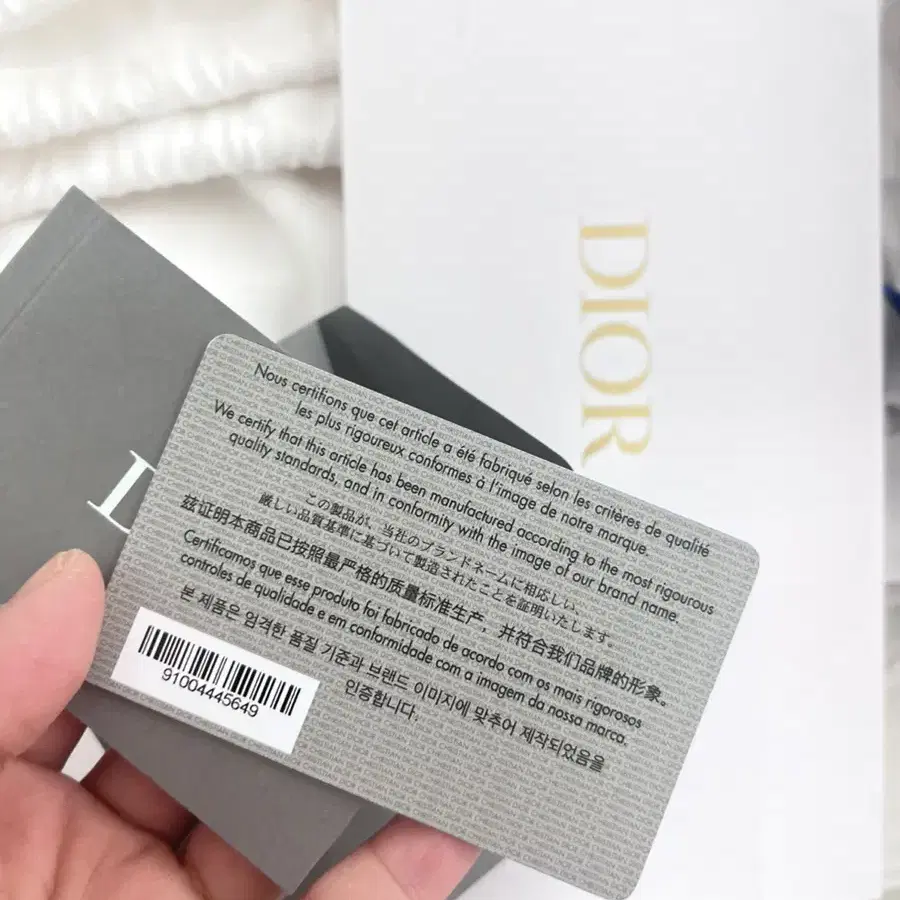 DIOR
Nous certifions que cet article a été fabriqué selon les critères de qualité
les plus rigoureux conformes à l'image de notre marque.
We certify that this article has been manufactured according to the most rigourous
quality standards, and in conformity with the image of our brand name.
この製品が、当社のブランドネームに相応しい、
厳しい品質基準に基づいて製造されたことを証明いたします。
兹证明本商品已按照最严格的质量标准生产，并符合我们品牌的形象。
Certificamos que esse produto foi fabricado de acordo com os mais rigorosos
controles de qualidade e em conformidade com a imagem da nossa marca.
본 제품은 엄격한 품질 기준과 브랜드 이미지에 맞추어 제작되었음을
인증합니다.
91004445649